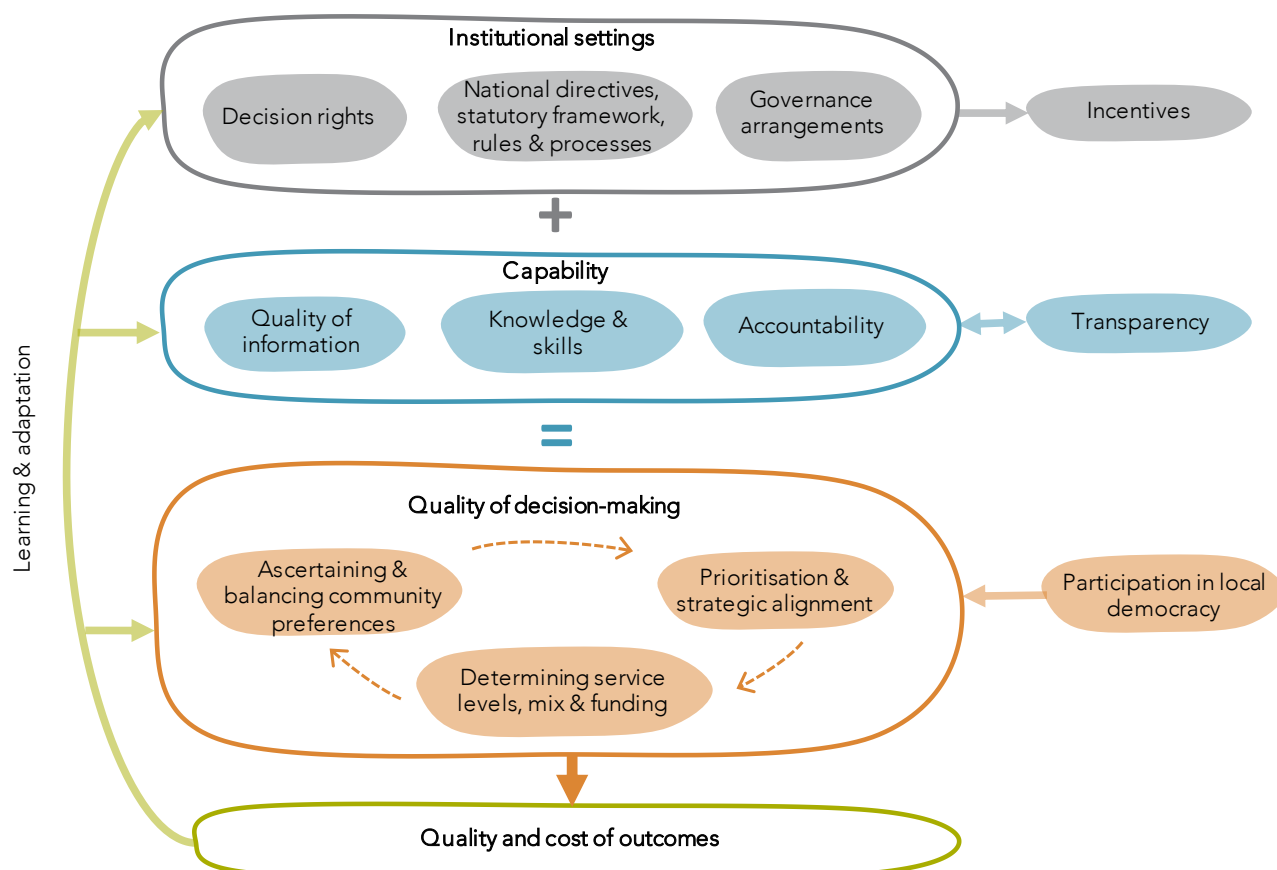 Institutional settings
Decision rights
National directives,
statutory framework,
rules & processes
Governance
arrangements
Incentives
+
Capability
Quality of
information
Knowledge &
skills
Accountability
Transparency
=
Learning & adaptation
Quality of decision-making
Ascertaining &
balancing community
preferences
Prioritisation &
strategic alignment
Participation in local
democracy
Determining service
levels, mix & funding
Quality and cost of outcomes